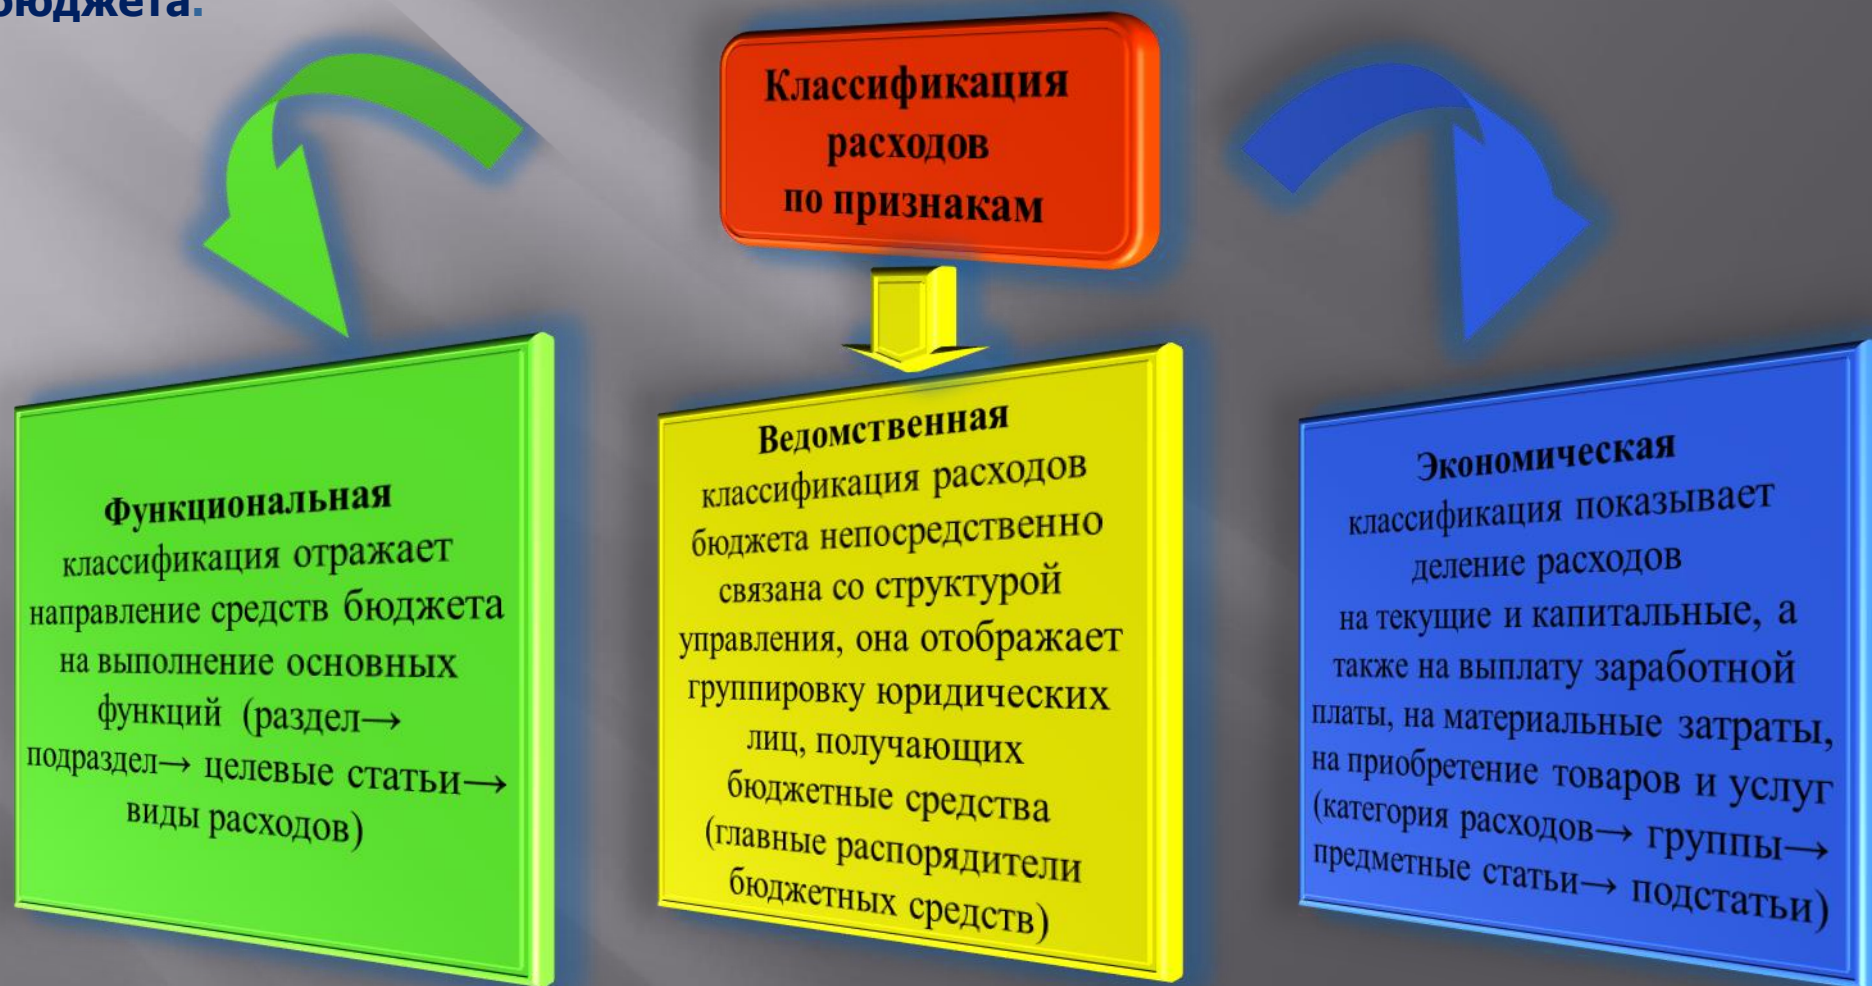 бюджета.
Классификация
расходов
по признакам
Функциональная
классификация отражает
направление средств бюджета
на выполнение основных
функций (раздел→
подраздел→ целевые статьи→
виды расходов)
Ведомственная
классификация расходов
бюджета непосредственно
связана со структурой
управления, она отображает
группировку юридических
лиц, получающих
бюджетные средства
(главные распорядители
бюджетных средств)
Экономическая
классификация показывает
деление расходов
на текущие и капитальные, а
также на выплату заработной
платы, на материальные затраты,
на приобретение товаров и услуг
(категория расходов→ группы→
предметные статьи→ подстатьи)